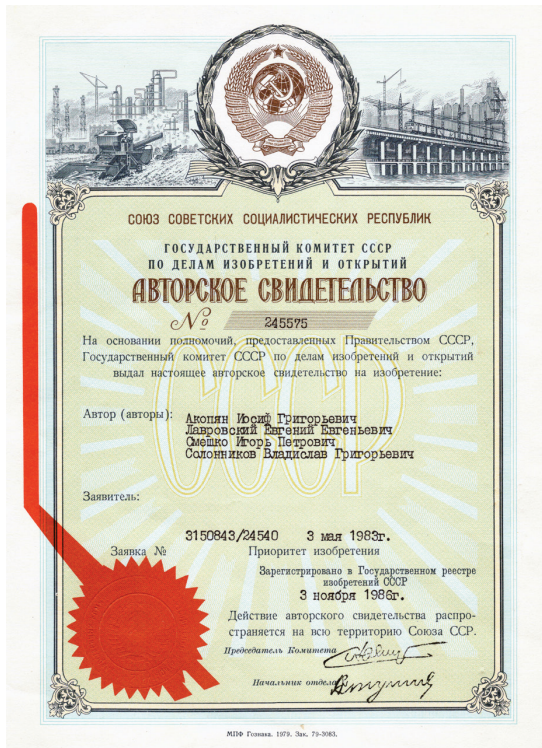 СОЮЗ СОВЕТСКИХ СОЦИАЛИСТИЧЕСКИХ РЕСПУБЛИК
ГОСУДАРСТВЕННЫЙ КОМИТЕТ СССР
ПО ДЕЛАМ ИЗОБРЕТЕНИЙ И ОТКРЫТИЙ
АВТОРСКОЕ СВИДЕТЕЛЬСТВО
№ 245575
На основании полномочий, предоставленных Правительством СССР,
Государственный комитет СССР по делам изобретений и открытий
выдал настоящее авторское свидетельство на изобретение:
СССР
Автор (авторы): Акопян Иосиф Григорьевич
Лавровский Евгений Евгеньевич
Смешко Игорь Петрович
Солонников Владислав Григорьевич
Заявитель:
3150843/24540 3 мая 1983г.
Заявка № Приоритет изобретения
Зарегистрировано в Государственном реестре
изобретений СССР
3 ноября 1986г.
Действие авторского свидетельства распро-
страняется на всю территорию Союза ССР.
Председатель Комитета
Начальник отдела
МПФ Гознака. 1979. Зак. 79-3083.